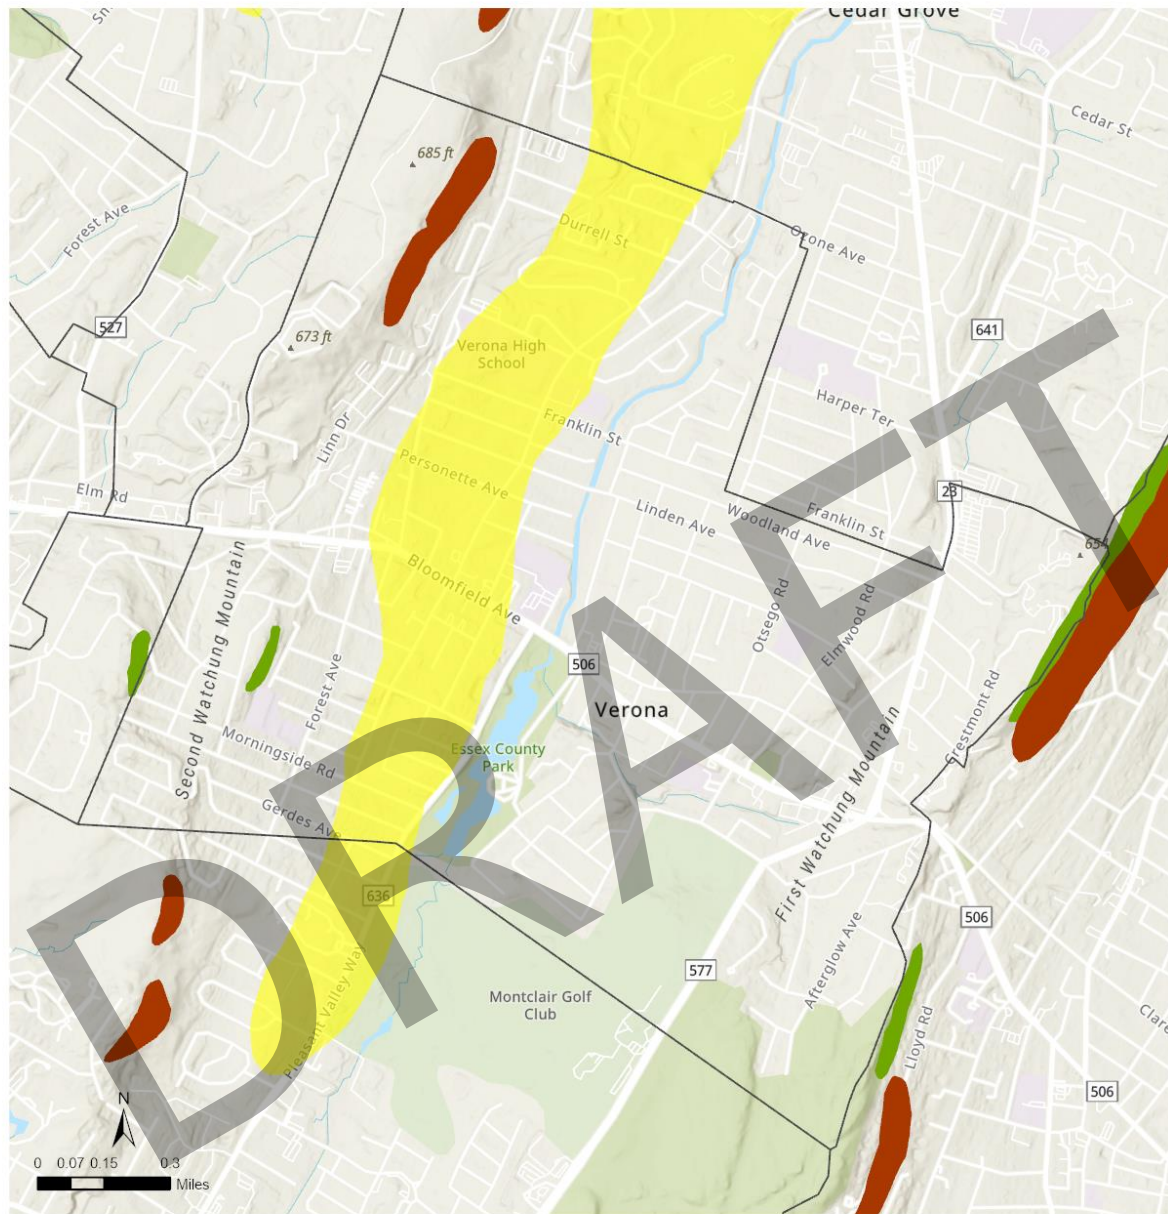 Cedar Grove
Cedar St
685 ft
Forest Ave
Durrell St
Ozone Ave
527
673 ft
641
Verona High
School
Harper Ter
Linn Dr
Franklin St
Personette Ave
Elm Rd
23
Linden Ave
Woodland Ave
Franklin St
654
Bloomfield Ave
Otsego Rd
Elmwood Rd
506
Second Watchung Mountain
Forest Ave
Verona
Crestmont Rd
Morningside Rd
Essex County
Park
First Watchung Mountain
Gerdes Ave
DRAFT
636
506
Afterglow Ave
577
Pleasant Valley Way
Montclair Golf
Club
Lloyd Rd
506
N
0 0.07 0.15 0.3
Miles